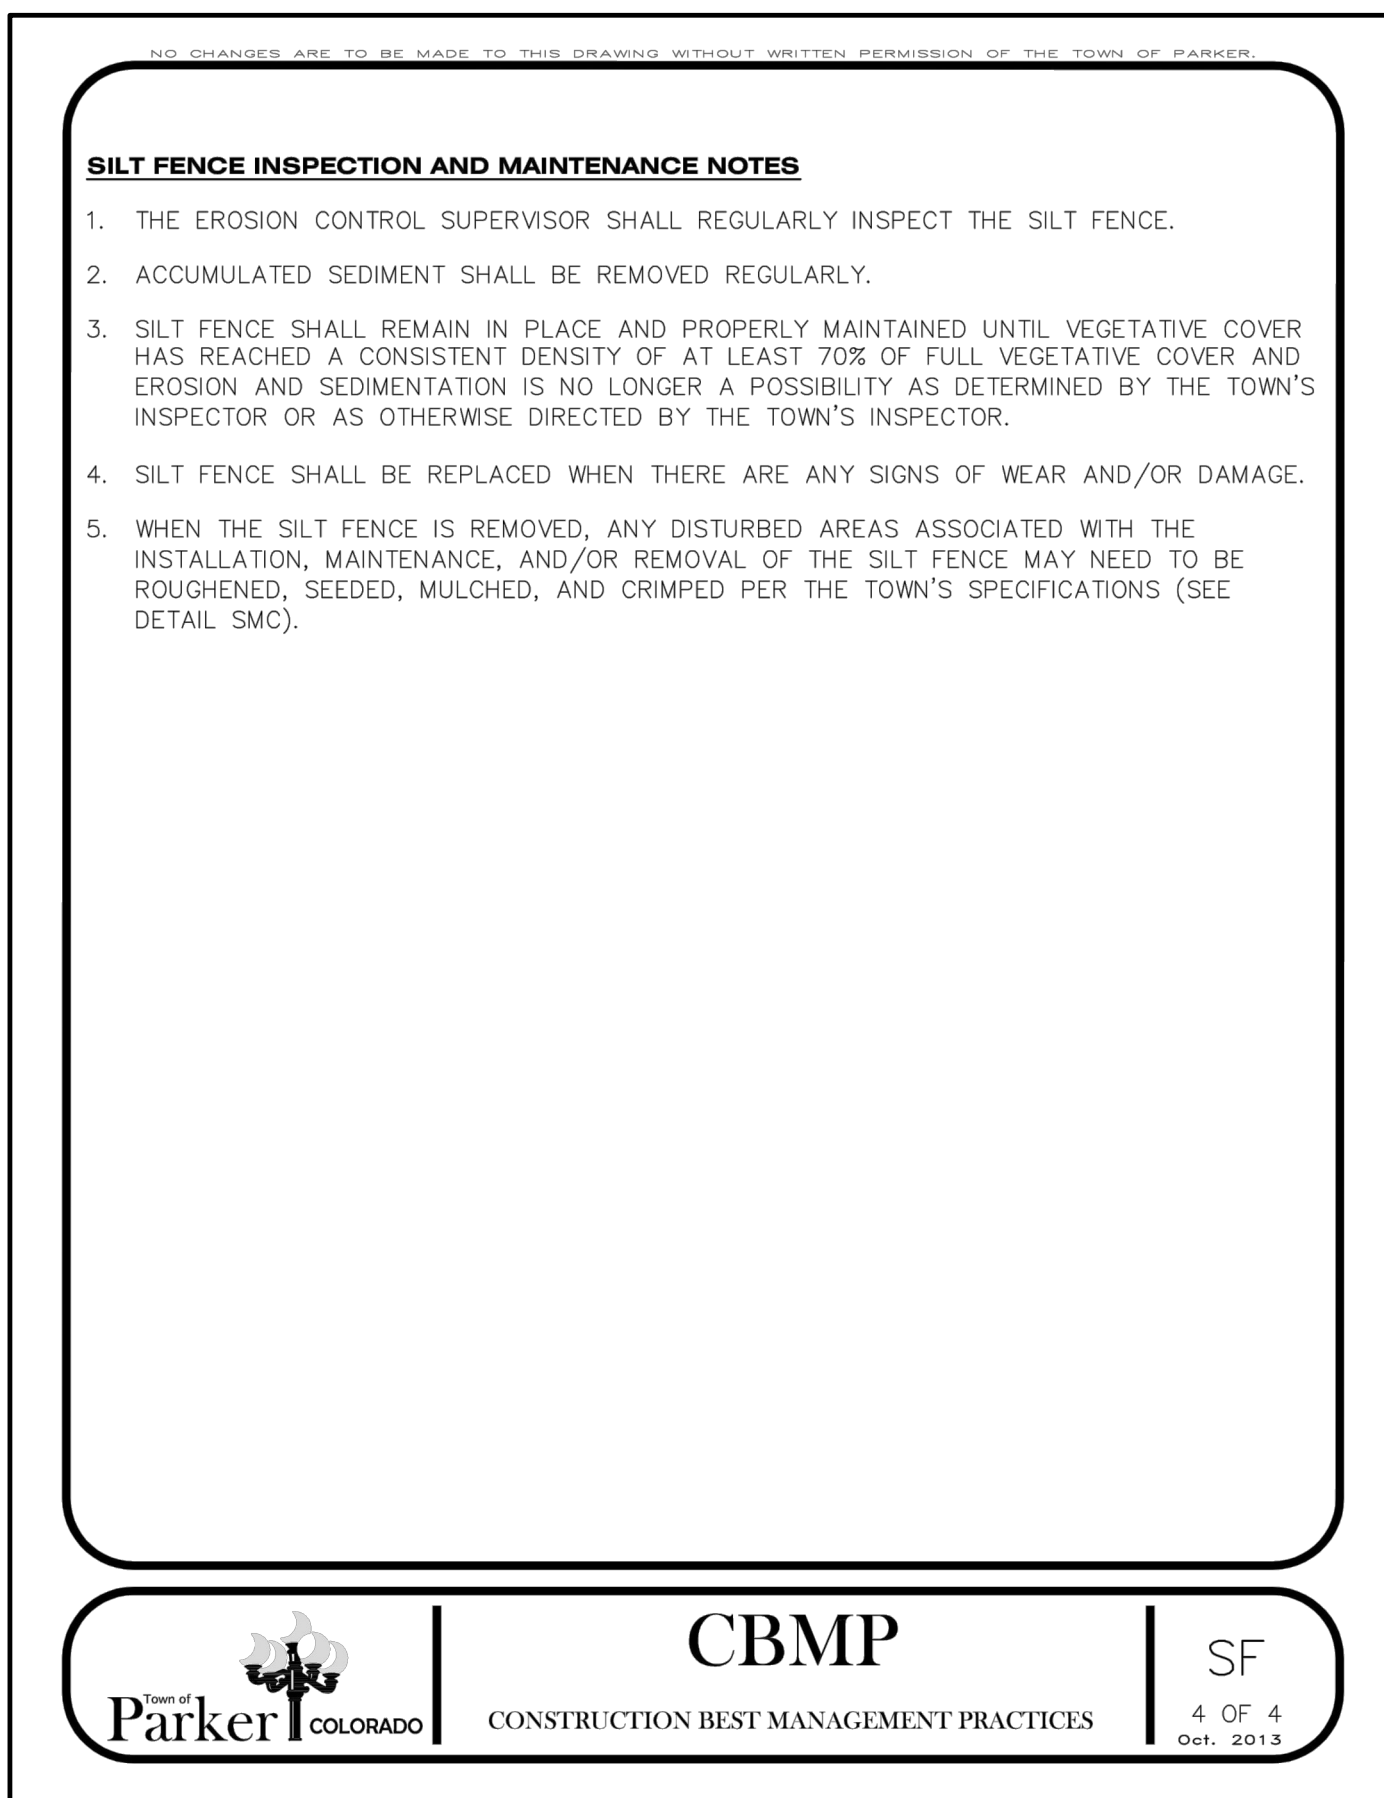 NO CHANGES ARE TO BE MADE TO THIS DRAWING WITHOUT WRITTEN PERMISSION OF THE TOWN OF PARKER.
SILT FENCE INSPECTION AND MAINTENANCE NOTES
1. THE EROSION CONTROL SUPERVISOR SHALL REGULARLY INSPECT THE SILT FENCE.
2. ACCUMULATED SEDIMENT SHALL BE REMOVED REGULARLY.
3. SILT FENCE SHALL REMAIN IN PLACE AND PROPERLY MAINTAINED UNTIL VEGETATIVE COVER
HAS REACHED A CONSISTENT DENSITY OF AT LEAST 70% OF FULL VEGETATIVE COVER AND
EROSION AND SEDIMENTATION IS NO LONGER A POSSIBILITY AS DETERMINED BY THE TOWN'S
INSPECTOR OR AS OTHERWISE DIRECTED BY THE TOWN'S INSPECTOR.
4. SILT FENCE SHALL BE REPLACED WHEN THERE ARE ANY SIGNS OF WEAR AND/OR DAMAGE.
5. WHEN THE SILT FENCE IS REMOVED, ANY DISTURBED AREAS ASSOCIATED WITH THE
INSTALLATION, MAINTENANCE, AND/OR REMOVAL OF THE SILT FENCE MAY NEED TO BE
ROUGHENED, SEEDED, MULCHED, AND CRIMPED PER THE TOWN'S SPECIFICATIONS (SEE
DETAIL SMC).
Town of
Parker COLORADO
CBMP
CONSTRUCTION BEST MANAGEMENT PRACTICES
SF
4 OF 4
Oct. 2013